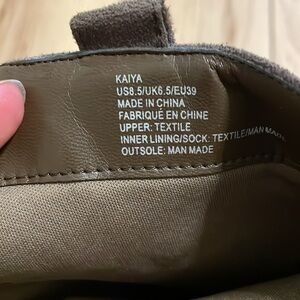 KAIYA
US8.5/UK6.5/EU39
MADE IN CHINA
FABRIQUÉ EN CHINE
UPPER: TEXTILE
INNER LINING/SOCK: TEXTILE/MAN MADE
OUTSOLE: MAN MADE